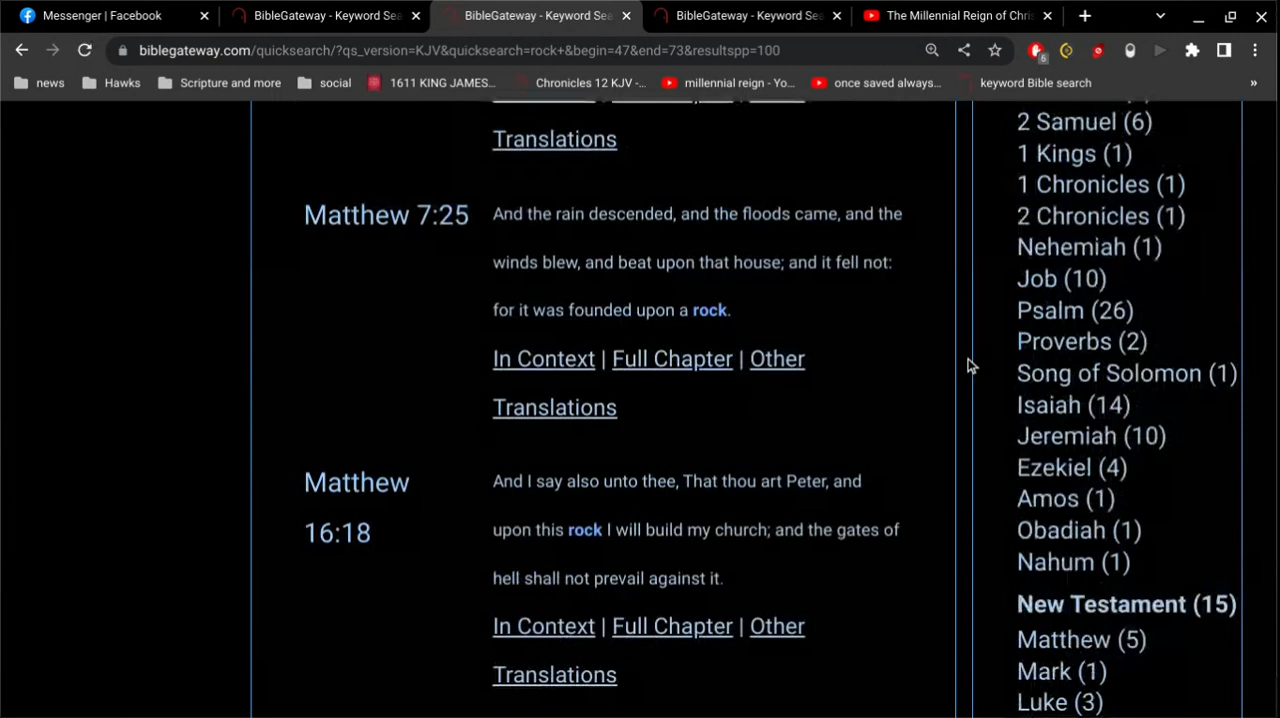 Messenger | Facebook
BibleGateway - Keyword Sea
BibleGateway - Keyword Sea
BibleGateway - Keyword Sea
The Millennial Reign of Chris
biblegateway.com/quicksearch/?qs_version=KJV&quicksearch=rock+&begin=47&end=73&resultspp=100
6
news
Hawks
Scripture and more
social
1611 KING JAMES...
Chronicles 12 KJV -...
millennial reign - Yo...
once saved always...
keyword Bible search
»
Translations
Matthew 7:25
And the rain descended, and the floods came, and the
winds blew, and beat upon that house; and it fell not:
for it was founded upon a rock.
In Context | Full Chapter | Other
Translations
Matthew
16:18
And I say also unto thee, That thou art Peter, and
upon this rock I will build my church; and the gates of
hell shall not prevail against it.
In Context | Full Chapter | Other
Translations
2 Samuel (6)
1 Kings (1)
1 Chronicles (1)
2 Chronicles (1)
Nehemiah (1)
Job (10)
Psalm (26)
Proverbs (2)
Song of Solomon (1)
Isaiah (14)
Jeremiah (10)
Ezekiel (4)
Amos (1)
Obadiah (1)
Nahum (1)
New Testament (15)
Matthew (5)
Mark (1)
Luke (3)